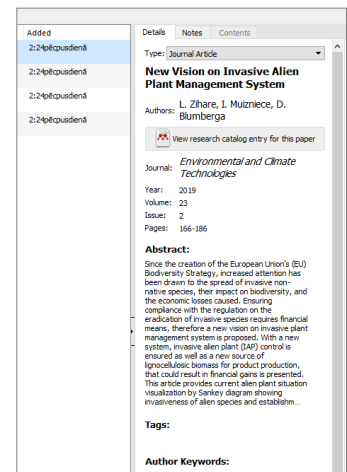 Added
2:24pēcpusdienā
2:24pēcpusdienā
2:24pēcpusdienā
2:24pēcpusdienā
Details Notes Contents
Type: Journal Article
New Vision on Invasive Alien
Plant Management System
Authors: L. Zihare, I. Muizniece, D.
Blumberga
View research catalog entry for this paper
Journal: Environmental and Climate
Technologies
Year: 2019
Volume: 23
Issue: 2
Pages: 166-186
Abstract:
Since the creation of the European Union's (EU)
Biodiversity Strategy, increased attention has
been drawn to the spread of invasive non-
native species, their impact on biodiversity, and
the economic losses caused. Ensuring
compliance with the regulation on the
eradication of invasive species requires financial
means, therefore a new vision on invasive plant
management system is proposed. With a new
system, invasive alien plant (IAP) control is
ensured as well as a new source of
lignocellulosic biomass for product production,
that could result in financial gains is presented.
This article provides current alien plant situation
visualization by Sankey diagram showing
invasiveness of alien species and establishm...
Tags:
Author Keywords: